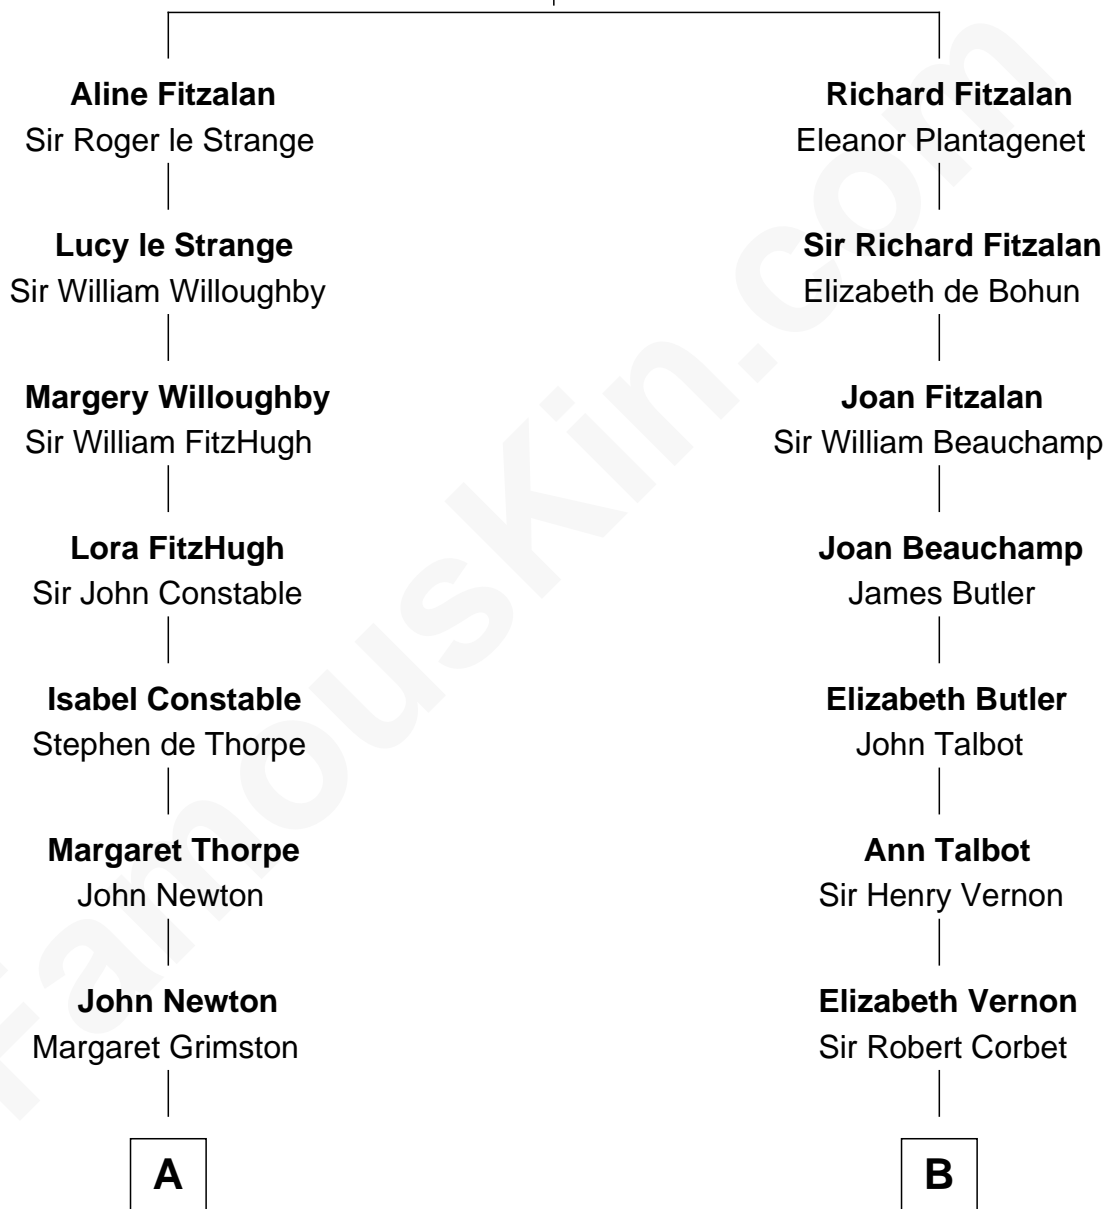 Aline Fitzalan
Sir Roger le Strange
Lucy le Strange
Sir William Willoughby
Margery Willoughby
Sir William FitzHugh
Lora FitzHugh
Sir John Constable
Isabel Constable
Stephen de Thorpe
Margaret Thorpe
John Newton
John Newton
Margaret Grimston
A
Richard Fitzalan
Eleanor Plantagenet
Sir Richard Fitzalan
Elizabeth de Bohun
Joan Fitzalan
Sir William Beauchamp
Joan Beauchamp
James Butler
Elizabeth Butler
John Talbot
Ann Talbot
Sir Henry Vernon
Elizabeth Vernon
Sir Robert Corbet
B
FamousKin.com